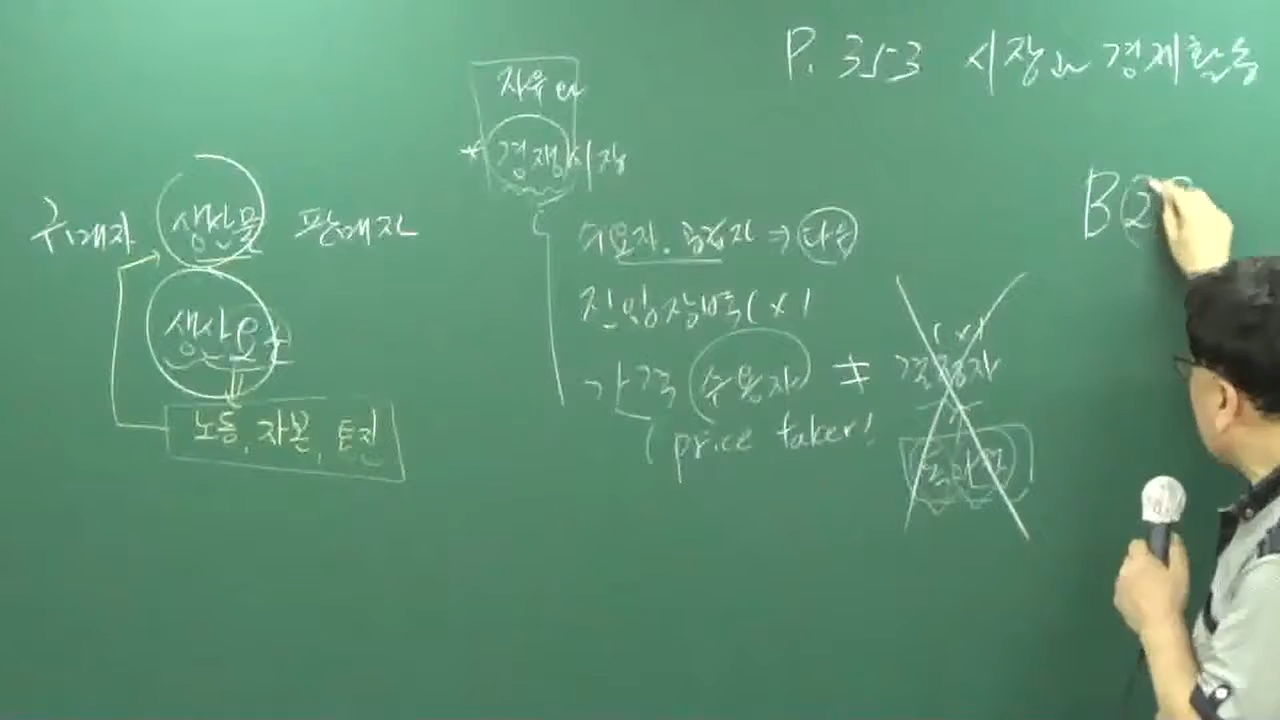 P. 353 시장과 경제활동
자유
* 경쟁 시장
구매자 생산물 판매자
생산요소
노동, 자본, 토지
수요자. 공급자 ⇒ 다수
진입장벽 (x)
가격 수용자 ≠
(x)
(price taker!
B ②